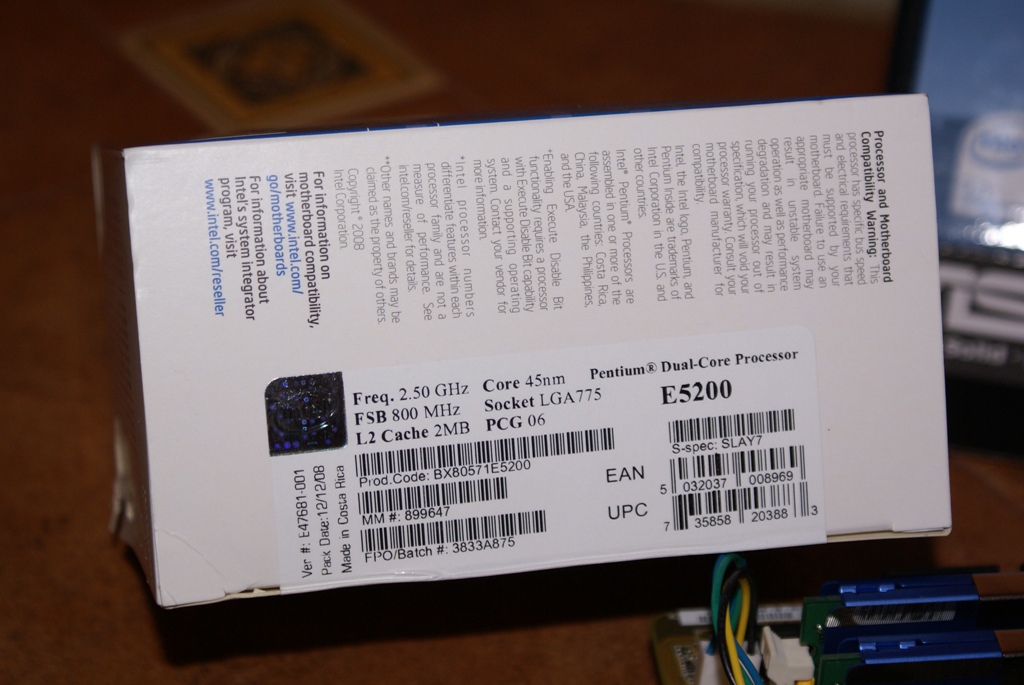 Processor and Motherboard
Compatibility Warning: This
processor has specific but speed
and electrical requirements that
must be supported by your
motherboard. Failure to use an
appropriate motherboard may
result in unstable system
operation as well as performance
degradation and may result in
running your processor out of
specification, which will void your
processor warranty. Consult your
motherboard manufacturer for
compatibility.
Intel, the Intel logo, Pentium, and
Pentium Inside are trademarks of
Intel Corporation in the U.S. and
other countries.
Intel® Pentium® Processors are
assembled in one or more of the
following countries: Costa Rica,
China, Malaysia, the Philippines,
and the USA.
*Enabling Execute Disable Bit
functionality requires a processor
with Execute Disable Bit capability
and a supporting operating
system. Contact your vendor for
more information.
*Intel processor numbers
differentiate features within each
processor family and are not a
measure of performance. See
intel.com/reseller for details.
**Other names and brands may be
claimed as the property of others.
Copyright © 2008
Intel Corporation.
For information on
motherboard compatibility,
visit www.intel.com/
go/motherboards
For information about
Intel's system integrator
program, visit
www.intel.com/reseller
Freq. 2.50 GHz Core 45nm Pentium® Dual-Core Processor
FSB 800 MHz Socket LGA775 E5200
L2 Cache 2MB PCG 06
Prod.Code: BX80571E5200
MM #: 899647
FPO/Batch #: 3833A875
S-spec: SLAY7
EAN 5 032037 008969
UPC 7 35858 20388 3
Ver #: E47681-001
Pack Date:12/12/08
Made in Costa Rica
intel
Solid